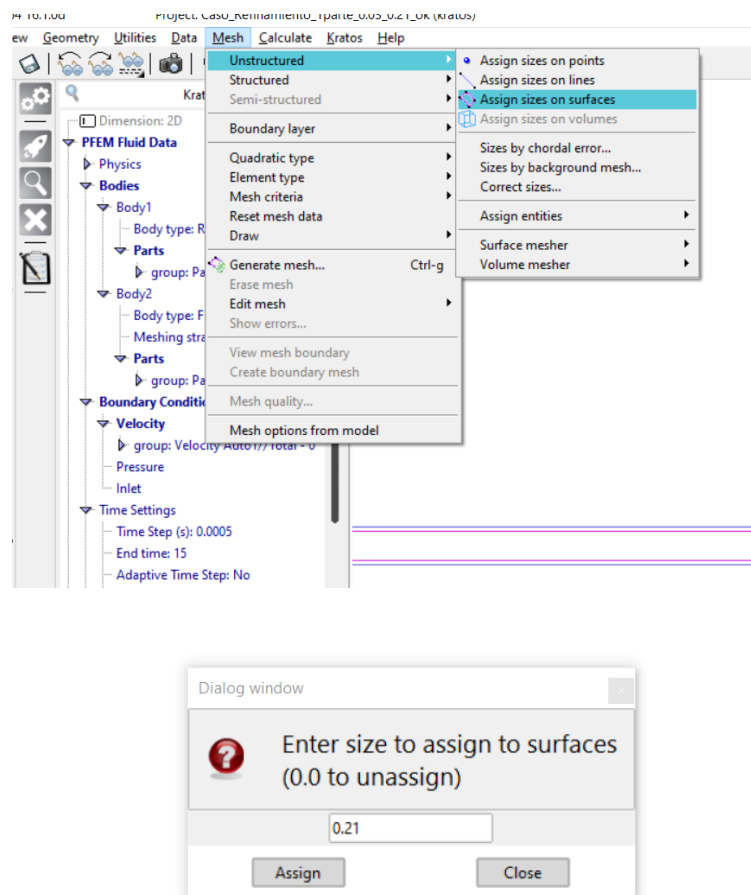 Project: Caso_Refinamiento_1parte_0.03_0.21_ok (kratos)
ew Geometry Utilities Data Mesh Calculate Kratos Help
Dimension: 2D
PFEM Fluid Data
Physics
Bodies
Body1
Body type: R
Parts
group: Pa
Body2
Body type: F
Meshing stra
Parts
group: Pa
Boundary Conditio
Velocity
group: Velocity Auto1//Total - 0
Pressure
Inlet
Time Settings
Time Step (s): 0.0005
End time: 15
Adaptive Time Step: No
Unstructured
Structured
Semi-structured
Boundary layer
Quadratic type
Element type
Mesh criteria
Reset mesh data
Draw
Generate mesh... Ctrl-g
Erase mesh
Edit mesh
Show errors...
View mesh boundary
Create boundary mesh
Mesh quality...
Mesh options from model
Assign sizes on points
Assign sizes on lines
Assign sizes on surfaces
Assign sizes on volumes
Sizes by chordal error...
Sizes by background mesh...
Correct sizes...
Assign entities
Surface mesher
Volume mesher
Dialog window
Enter size to assign to surfaces
(0.0 to unassign)
0.21
Assign Close